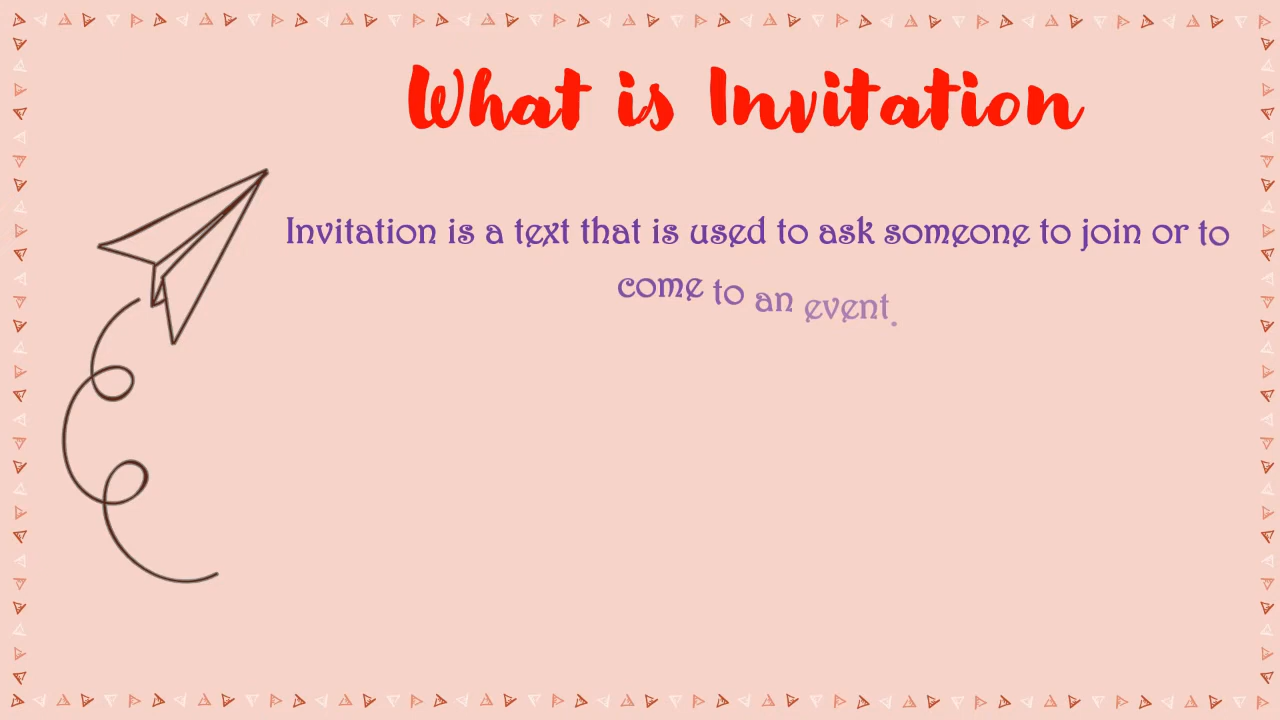 What is Invitation
Invitation is a text that is used to ask someone to join or to
come to an event.